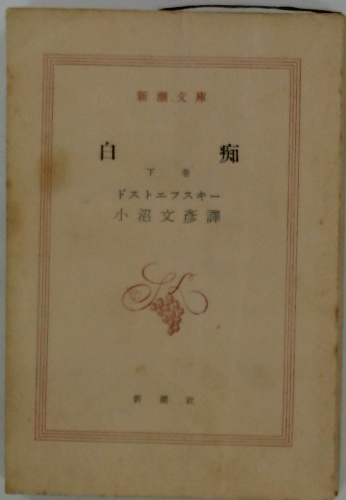 新潮文庫
白痴
下巻
ドストエフスキー
小沼文彦譯
新潮社